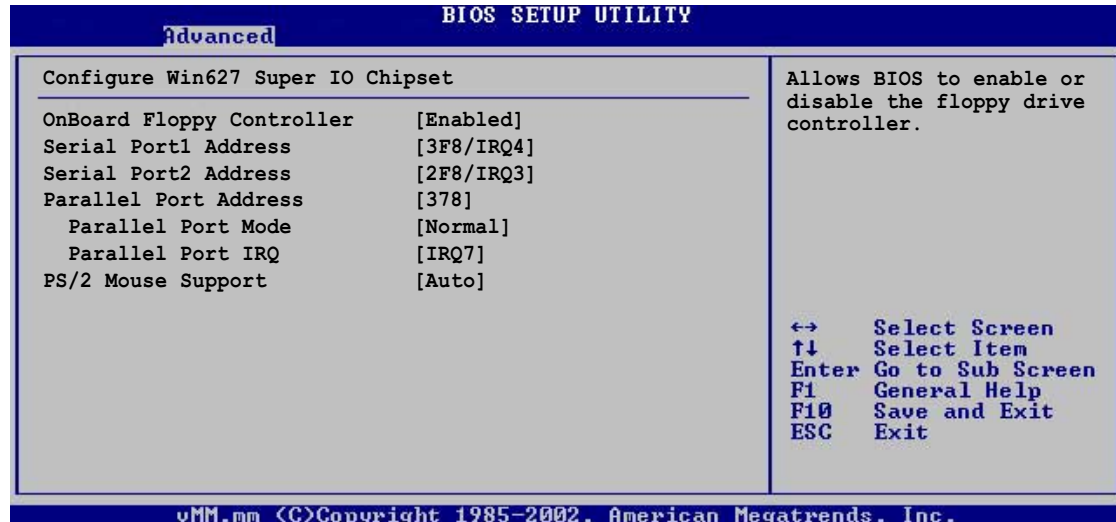 BIOS SETUP UTILITY
Advanced
Configure Win627 Super IO Chipset
OnBoard Floppy Controller [Enabled]
Serial Port1 Address [3F8/IRQ4]
Serial Port2 Address [2F8/IRQ3]
Parallel Port Address [378]
Parallel Port Mode [Normal]
Parallel Port IRQ [IRQ7]
PS/2 Mouse Support [Auto]
Allows BIOS to enable or
disable the floppy drive
controller.
←→ Select Screen
↑↓ Select Item
Enter Go to Sub Screen
F1 General Help
F10 Save and Exit
ESC Exit
vMM.mm (C)Copyright 1985-2002, American Megatrends, Inc.